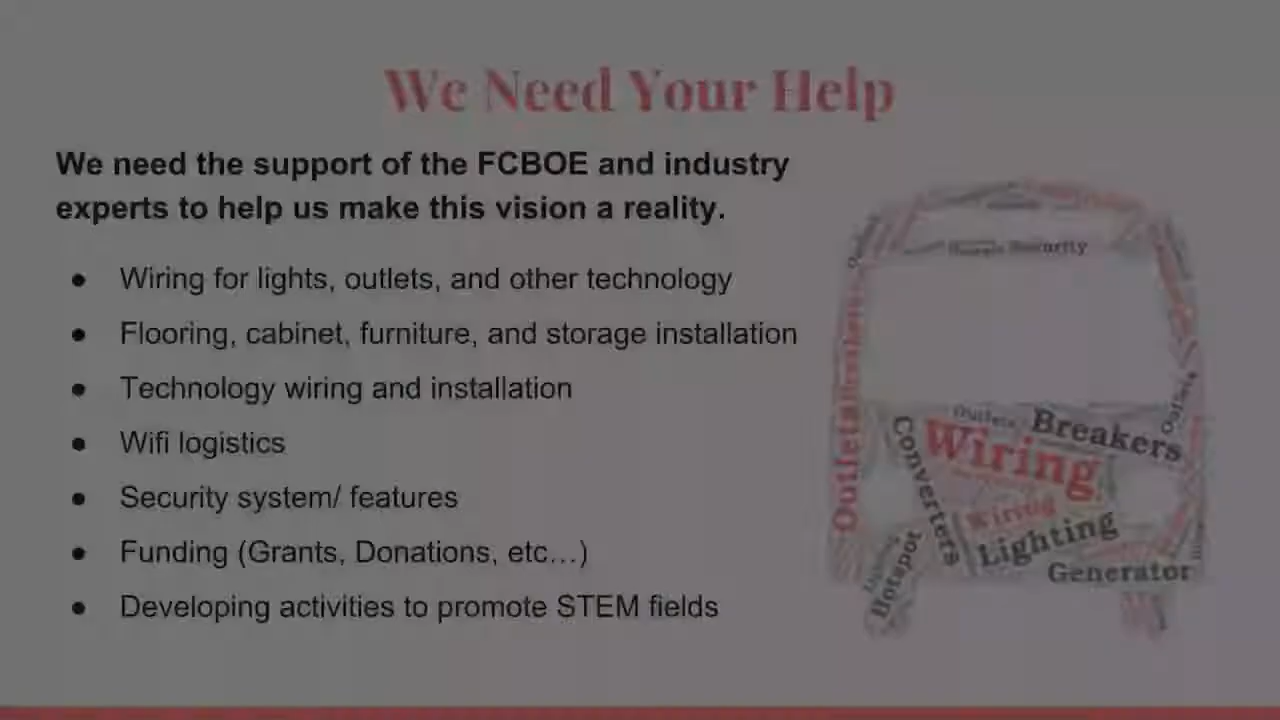 We Need Your Help
We need the support of the FCBOE and industry
experts to help us make this vision a reality.
● Wiring for lights, outlets, and other technology
● Flooring, cabinet, furniture, and storage installation
● Technology wiring and installation
● Wifi logistics
● Security system/ features
● Funding (Grants, Donations, etc…)
● Developing activities to promote STEM fields
Security
Outlets
Outlets
Breakers
Wiring
Converters
Wiring
Lighting
Hotspot
Generator